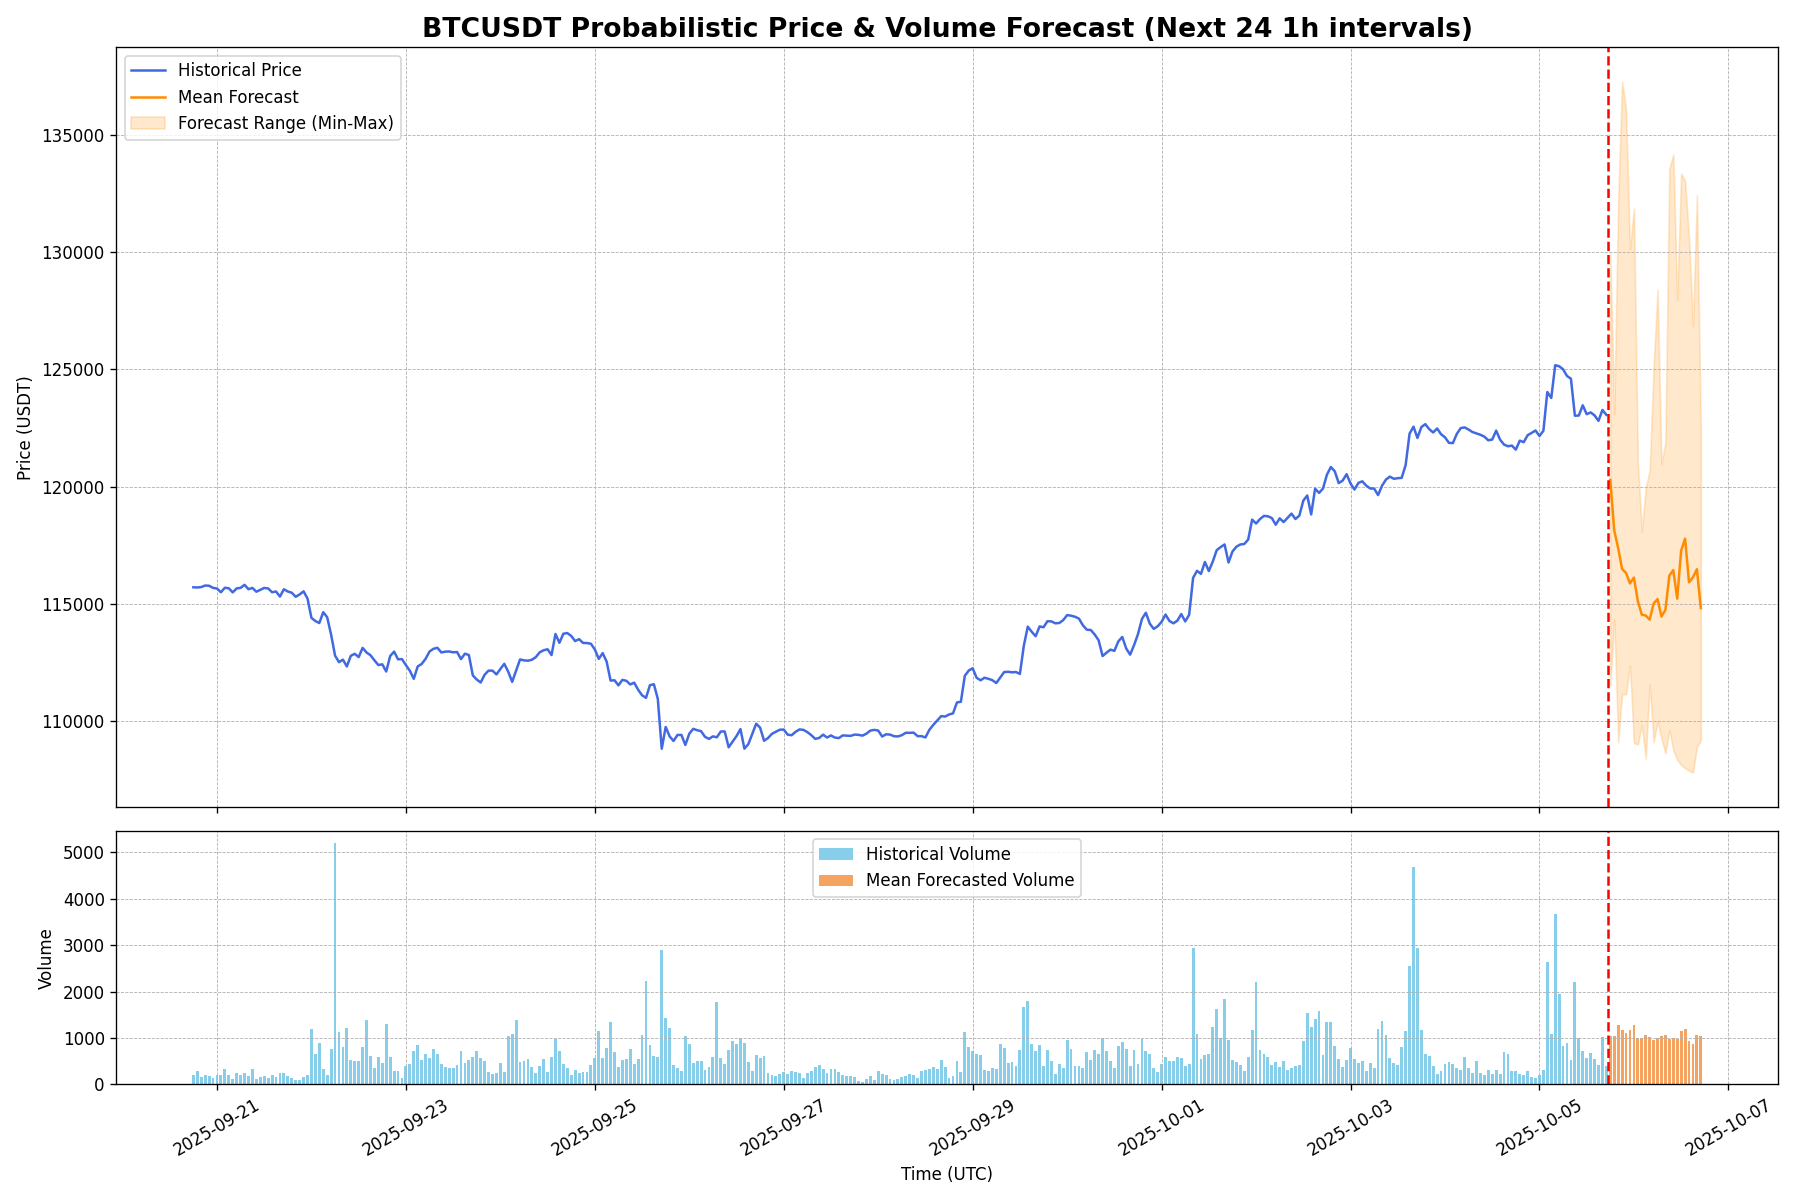 BTCUSDT Probabilistic Price & Volume Forecast (Next 24 1h intervals)
Historical Price
Mean Forecast
Forecast Range (Min-Max)
Price (USDT)
135000
130000
125000
120000
115000
110000
Historical Volume
Mean Forecasted Volume
Volume
5000
4000
3000
2000
1000
0
2025-09-21
2025-09-23
2025-09-25
2025-09-27
2025-09-29
2025-10-01
2025-10-03
2025-10-05
2025-10-07
Time (UTC)